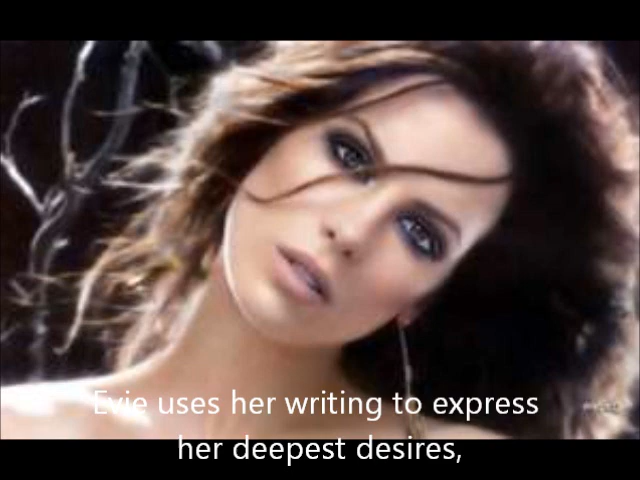 Evie uses her writing to express
her deepest desires,